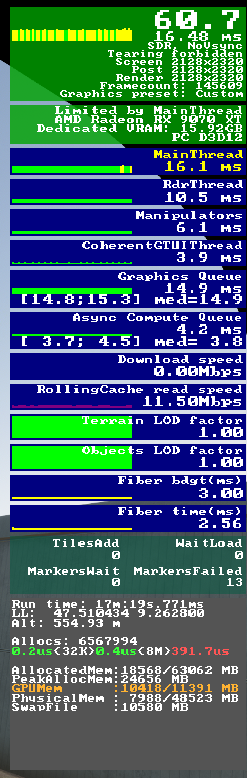 60.7
16.48 ms
SDR, NoVsync
Tearing forbidden
Screen 2128x2320
Post 2128x2320
Render 2128x2320
Framecount: 145609
Graphics preset: Custom
Limited by MainThread
AMD Radeon RX 9070 XT
Dedicated VRAM: 15.92GB
PC D3D12
MainThread
16.1 ms
RdrThread
10.5 ms
Manipulators
6.1 ms
CoherentGTUIThread
3.9 ms
Graphics Queue
14.9 ms
[14.8;15.3] med=14.9
Async Compute Queue
4.2 ms
[ 3.7; 4.5] med= 3.8
Download speed
0.00Mbps
RollingCache read speed
11.50Mbps
Terrain LOD factor
1.00
Objects LOD factor
1.00
Fiber bdgt(ms)
3.00
Fiber time(ms)
2.56
TilesAdd WaitLoad
0 0
MarkersWait MarkersFailed
0 13
Run time: 17m:19s.771ms
LL: 47.510434 9.262800
Alt: 554.93 m
Allocs: 6567994
0.2us(32K)0.4us(8M)391.7us
AllocatedMem:18568/63062 MB
PeakAllocMem:24656 MB
GPUMem :10418/11391 MB
PhysicalMem : 7988/48523 MB
SwapFile :10580 MB